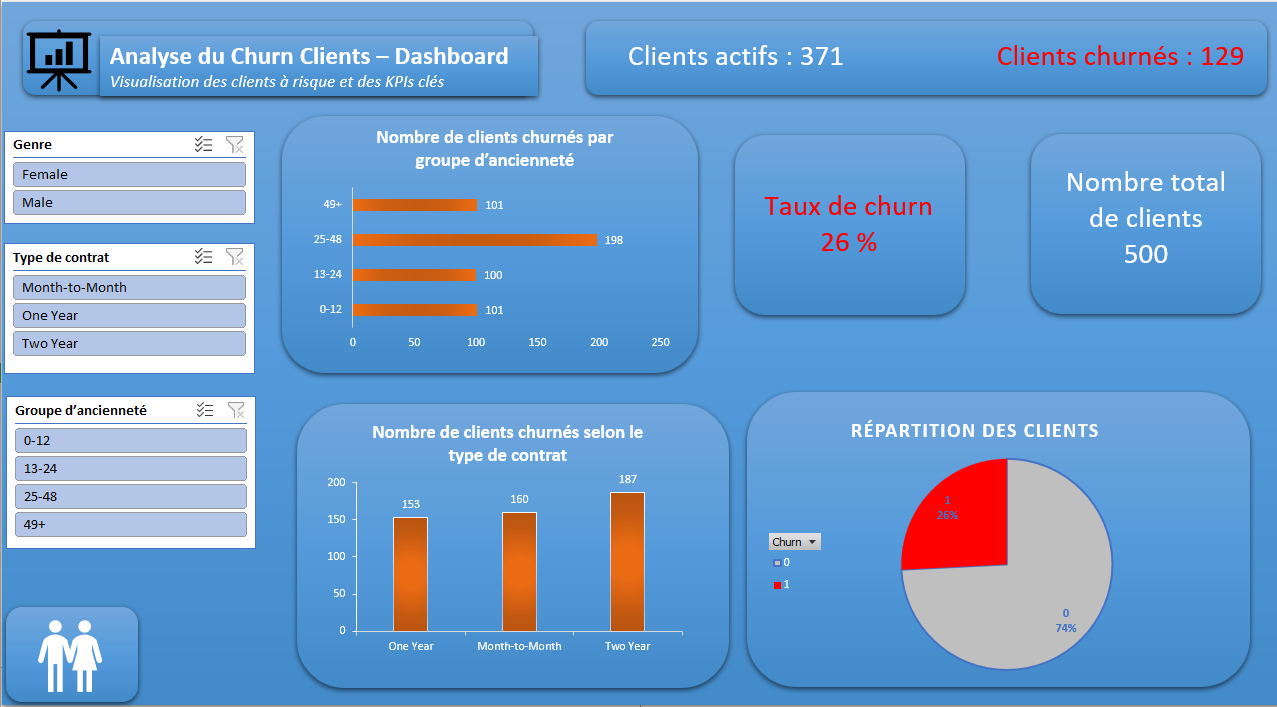 Analyse du Churn Clients – Dashboard
Visualisation des clients à risque et des KPIs clés
Clients actifs : 371
Clients churnés : 129
Genre
Female
Male
Type de contrat
Month-to-Month
One Year
Two Year
Groupe d’ancienneté
0-12
13-24
25-48
49+
Nombre de clients churnés par
groupe d’ancienneté
49+
101
25-48
198
13-24
100
0-12
101
0 50 100 150 200 250
Taux de churn
26 %
Nombre total
de clients
500
Nombre de clients churnés selon le
type de contrat
200
150
100
50
0
153
160
187
One Year
Month-to-Month
Two Year
RÉPARTITION DES CLIENTS
Churn
0
1
1
26%
0
74%